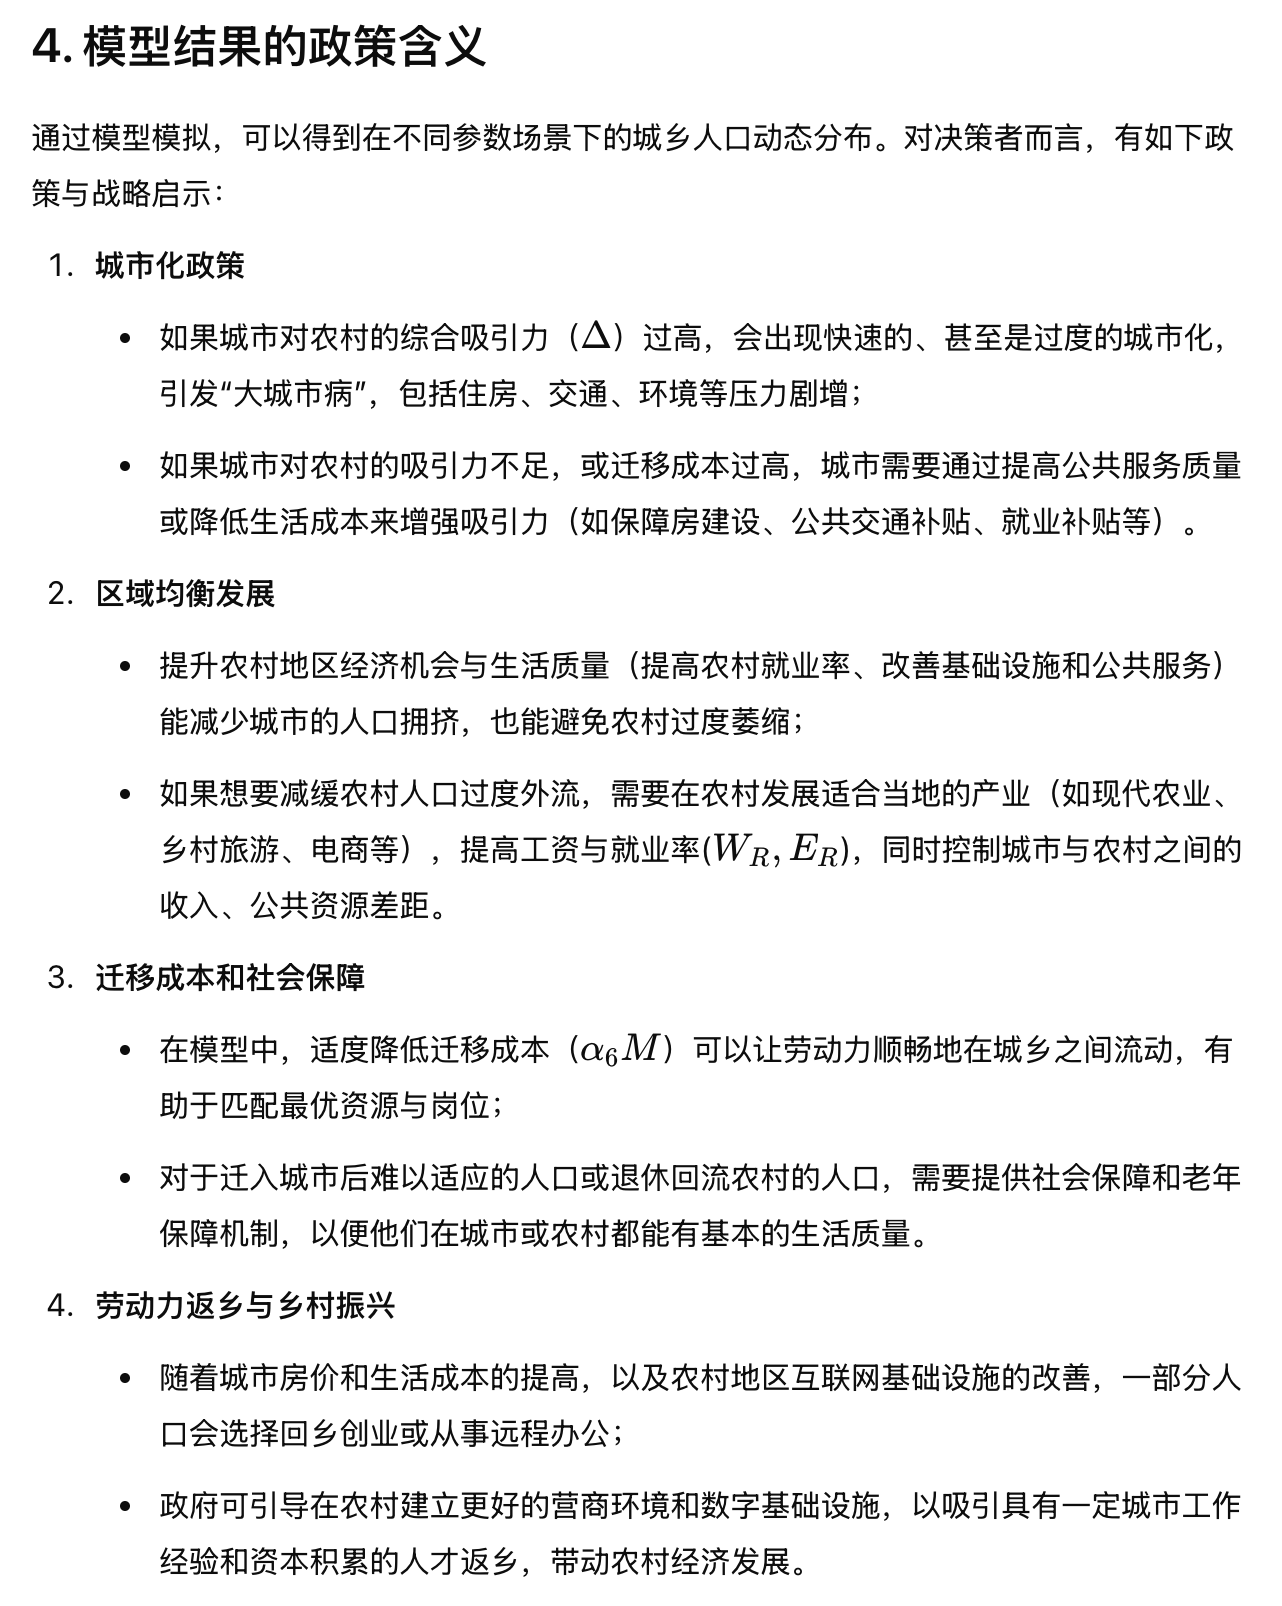 4. 模型结果的政策含义
通过模型模拟，可以得到在不同参数场景下的城乡人口动态分布。对决策者而言，有如下政
策与战略启示：
1. 城市化政策
• 如果城市对农村的综合吸引力（Δ）过高，会出现快速的、甚至是过度的城市化，
引发“大城市病”，包括住房、交通、环境等压力剧增；
• 如果城市对农村的吸引力不足，或迁移成本过高，城市需要通过提高公共服务质量
或降低生活成本来增强吸引力（如保障房建设、公共交通补贴、就业补贴等）。
2. 区域均衡发展
• 提升农村地区经济机会与生活质量（提高农村就业率、改善基础设施和公共服务）
能减少城市的人口拥挤，也能避免农村过度萎缩；
• 如果想要减缓农村人口过度外流，需要在农村发展适合当地的产业（如现代农业、
乡村旅游、电商等），提高工资与就业率(W_R, E_R)，同时控制城市与农村之间的
收入、公共资源差距。
3. 迁移成本和社会保障
• 在模型中，适度降低迁移成本（α₆M）可以让劳动力顺畅地在城乡之间流动，有
助于匹配最优资源与岗位；
• 对于迁入城市后难以适应的人口或退休回流农村的人口，需要提供社会保障和老年
保障机制，以便他们在城市或农村都能有基本的生活质量。
4. 劳动力返乡与乡村振兴
• 随着城市房价和生活成本的提高，以及农村地区互联网基础设施的改善，一部分人
口会选择回乡创业或从事远程办公；
• 政府可引导在农村建立更好的营商环境和数字基础设施，以吸引具有一定城市工作
经验和资本积累的人才返乡，带动农村经济发展。